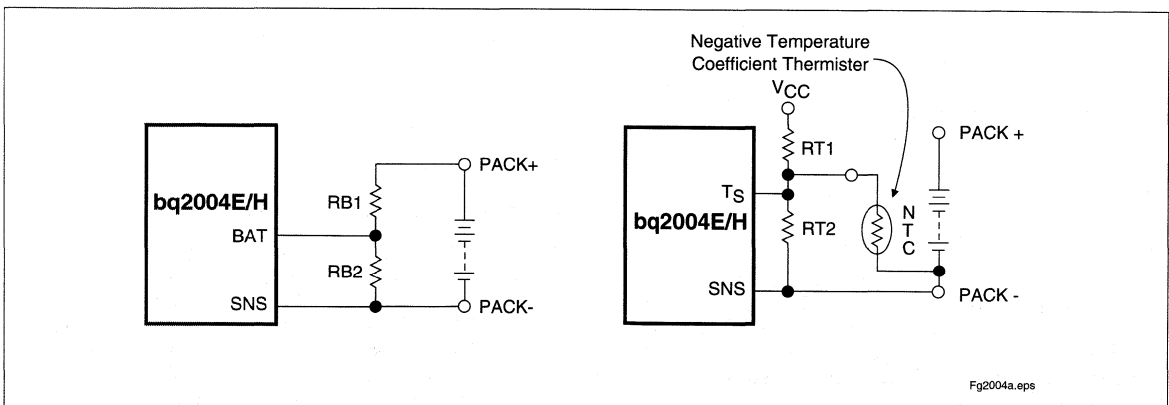 bq2004E/H
BAT
SNS
RB1
RB2
PACK+
PACK-
Negative Temperature
Coefficient Thermister
VCC
RT1
TS
bq2004E/H
RT2
SNS
N
T
C
PACK +
PACK -
Fg2004a.eps